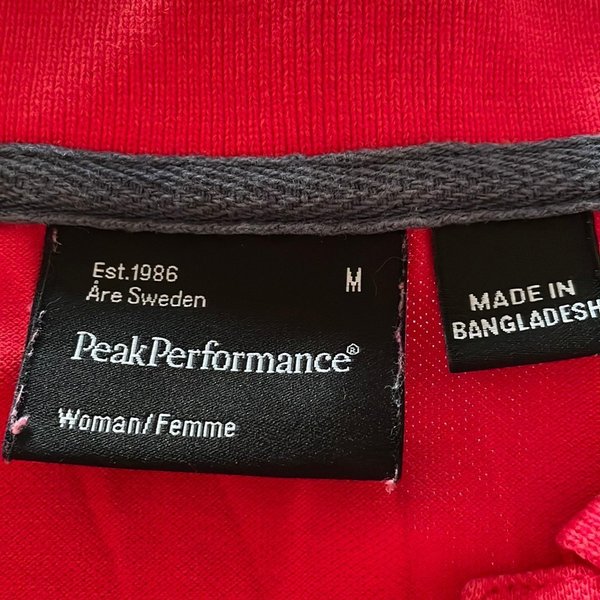 Est.1986
Åre Sweden
M
PeakPerformance®
Woman/Femme
MADE IN
BANGLADESH